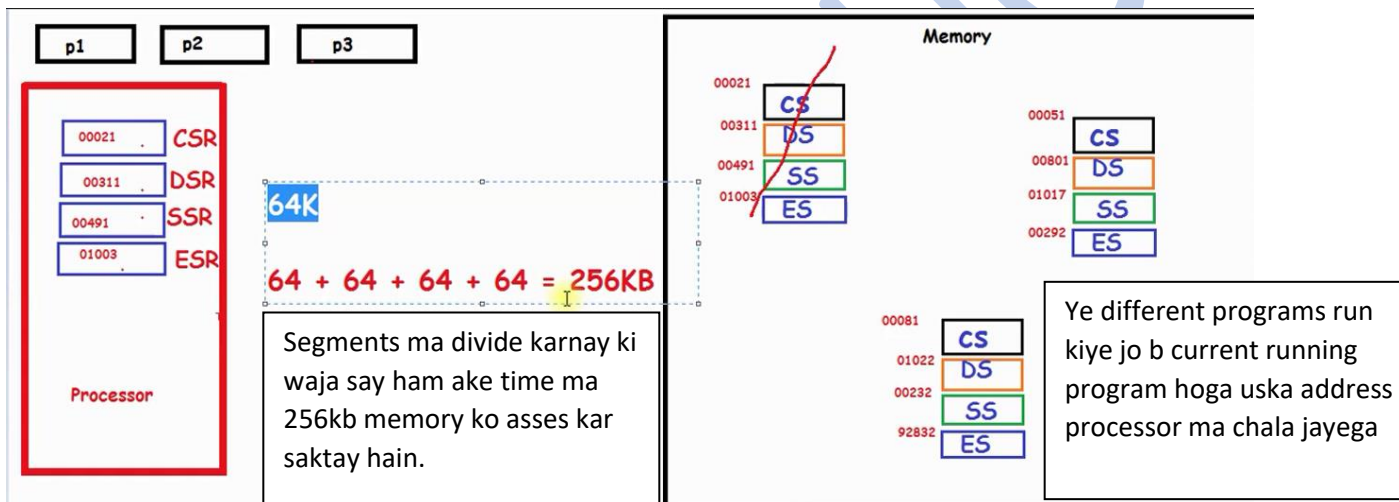 p1 p2 p3
Memory
00021 CSR
00311 DSR
00491 SSR
01003 ESR
Processor
64K
64 + 64 + 64 + 64 = 256KB
Segments ma divide karnay ki
waja say ham ake time ma
256kb memory ko asses kar
saktay hain.
00021 CS
00311 DS
00491 SS
01003 ES
00051 CS
00801 DS
01017 SS
00292 ES
00081 CS
01022 DS
00232 SS
92832 ES
Ye different programs run
kiye jo b current running
program hoga uska address
processor ma chala jayega